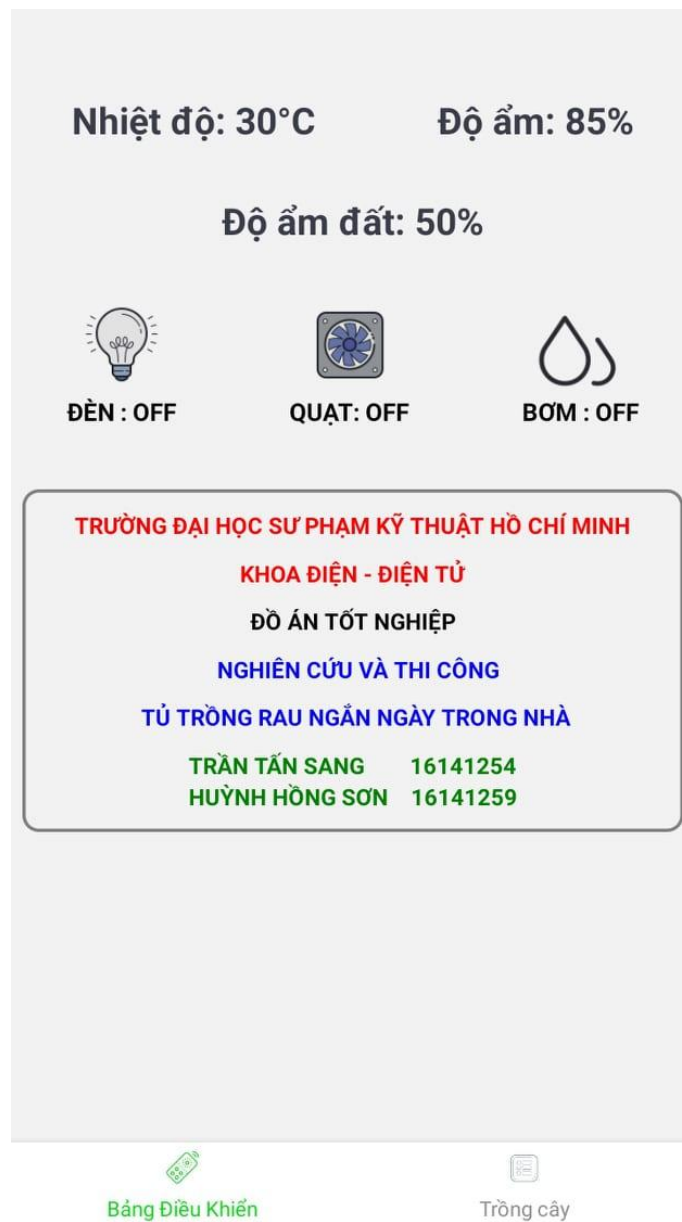 Nhiệt độ: 30°C Độ ẩm: 85%
Độ ẩm đất: 50%
ĐÈN : OFF QUẠT: OFF BƠM : OFF
TRƯỜNG ĐẠI HỌC SƯ PHẠM KỸ THUẬT HỒ CHÍ MINH
KHOA ĐIỆN - ĐIỆN TỬ
ĐỒ ÁN TỐT NGHIỆP
NGHIÊN CỨU VÀ THI CÔNG
TỦ TRỒNG RAU NGẮN NGÀY TRONG NHÀ
TRẦN TẤN SANG 16141254
HUỲNH HỒNG SƠN 16141259
Bảng Điều Khiển Trồng cây